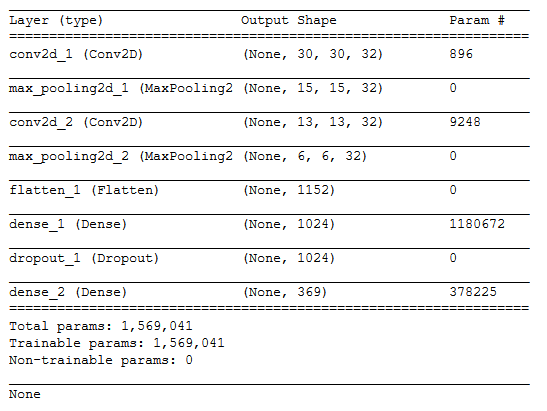 Layer (type) Output Shape Param #
conv2d_1 (Conv2D) (None, 30, 30, 32) 896
max_pooling2d_1 (MaxPooling2 (None, 15, 15, 32) 0
conv2d_2 (Conv2D) (None, 13, 13, 32) 9248
max_pooling2d_2 (MaxPooling2 (None, 6, 6, 32) 0
flatten_1 (Flatten) (None, 1152) 0
dense_1 (Dense) (None, 1024) 1180672
dropout_1 (Dropout) (None, 1024) 0
dense_2 (Dense) (None, 369) 378225
Total params: 1,569,041
Trainable params: 1,569,041
Non-trainable params: 0
None